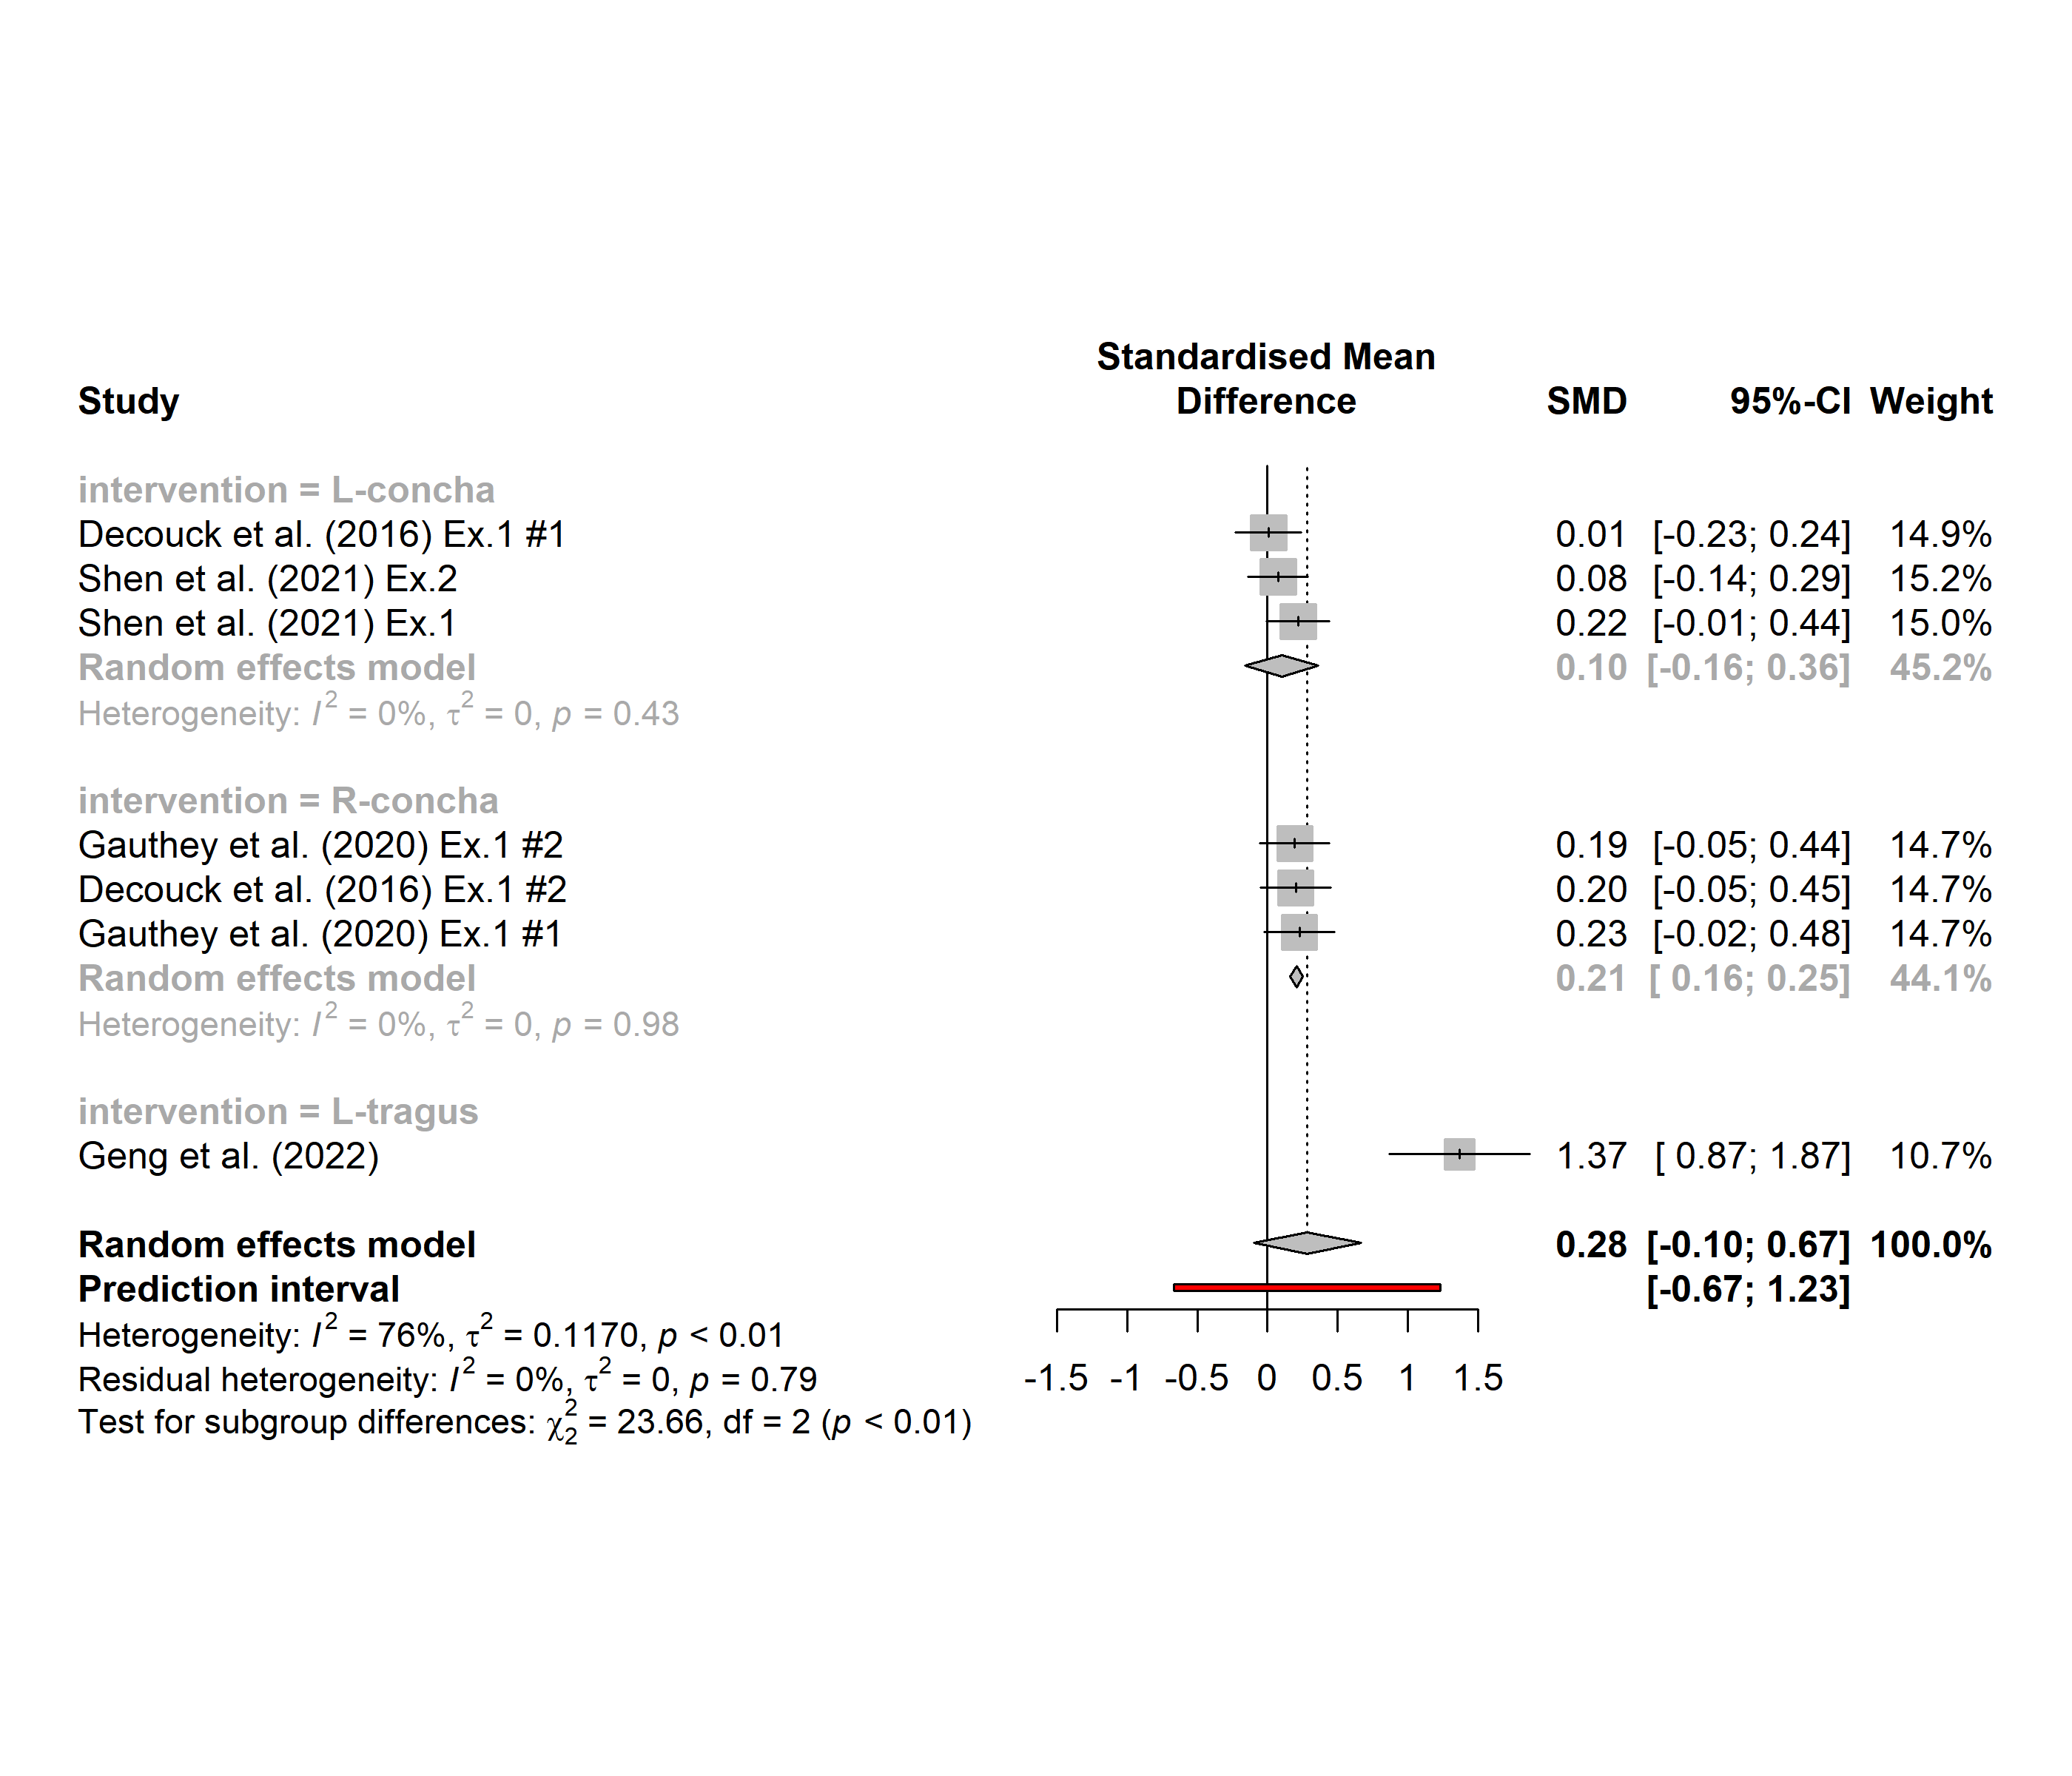 Standardised Mean
Study Difference SMD 95%-CI Weight
intervention = L-concha
Decouck et al. (2016) Ex.1 #1 0.01 [-0.23; 0.24] 14.9%
Shen et al. (2021) Ex.2 0.08 [-0.14; 0.29] 15.2%
Shen et al. (2021) Ex.1 0.22 [-0.01; 0.44] 15.0%
Random effects model 0.10 [-0.16; 0.36] 45.2%
Heterogeneity: I² = 0%, τ² = 0, p = 0.43
intervention = R-concha
Gauthey et al. (2020) Ex.1 #2 0.19 [-0.05; 0.44] 14.7%
Decouck et al. (2016) Ex.1 #2 0.20 [-0.05; 0.45] 14.7%
Gauthey et al. (2020) Ex.1 #1 0.23 [-0.02; 0.48] 14.7%
Random effects model 0.21 [ 0.16; 0.25] 44.1%
Heterogeneity: I² = 0%, τ² = 0, p = 0.98
intervention = L-tragus
Geng et al. (2022) 1.37 [ 0.87; 1.87] 10.7%
Random effects model 0.28 [-0.10; 0.67] 100.0%
Prediction interval [-0.67; 1.23]
Heterogeneity: I² = 76%, τ² = 0.1170, p < 0.01
Residual heterogeneity: I² = 0%, τ² = 0, p = 0.79
-1.5 -1 -0.5 0 0.5 1 1.5
Test for subgroup differences: χ²₂ = 23.66, df = 2 (p < 0.01)